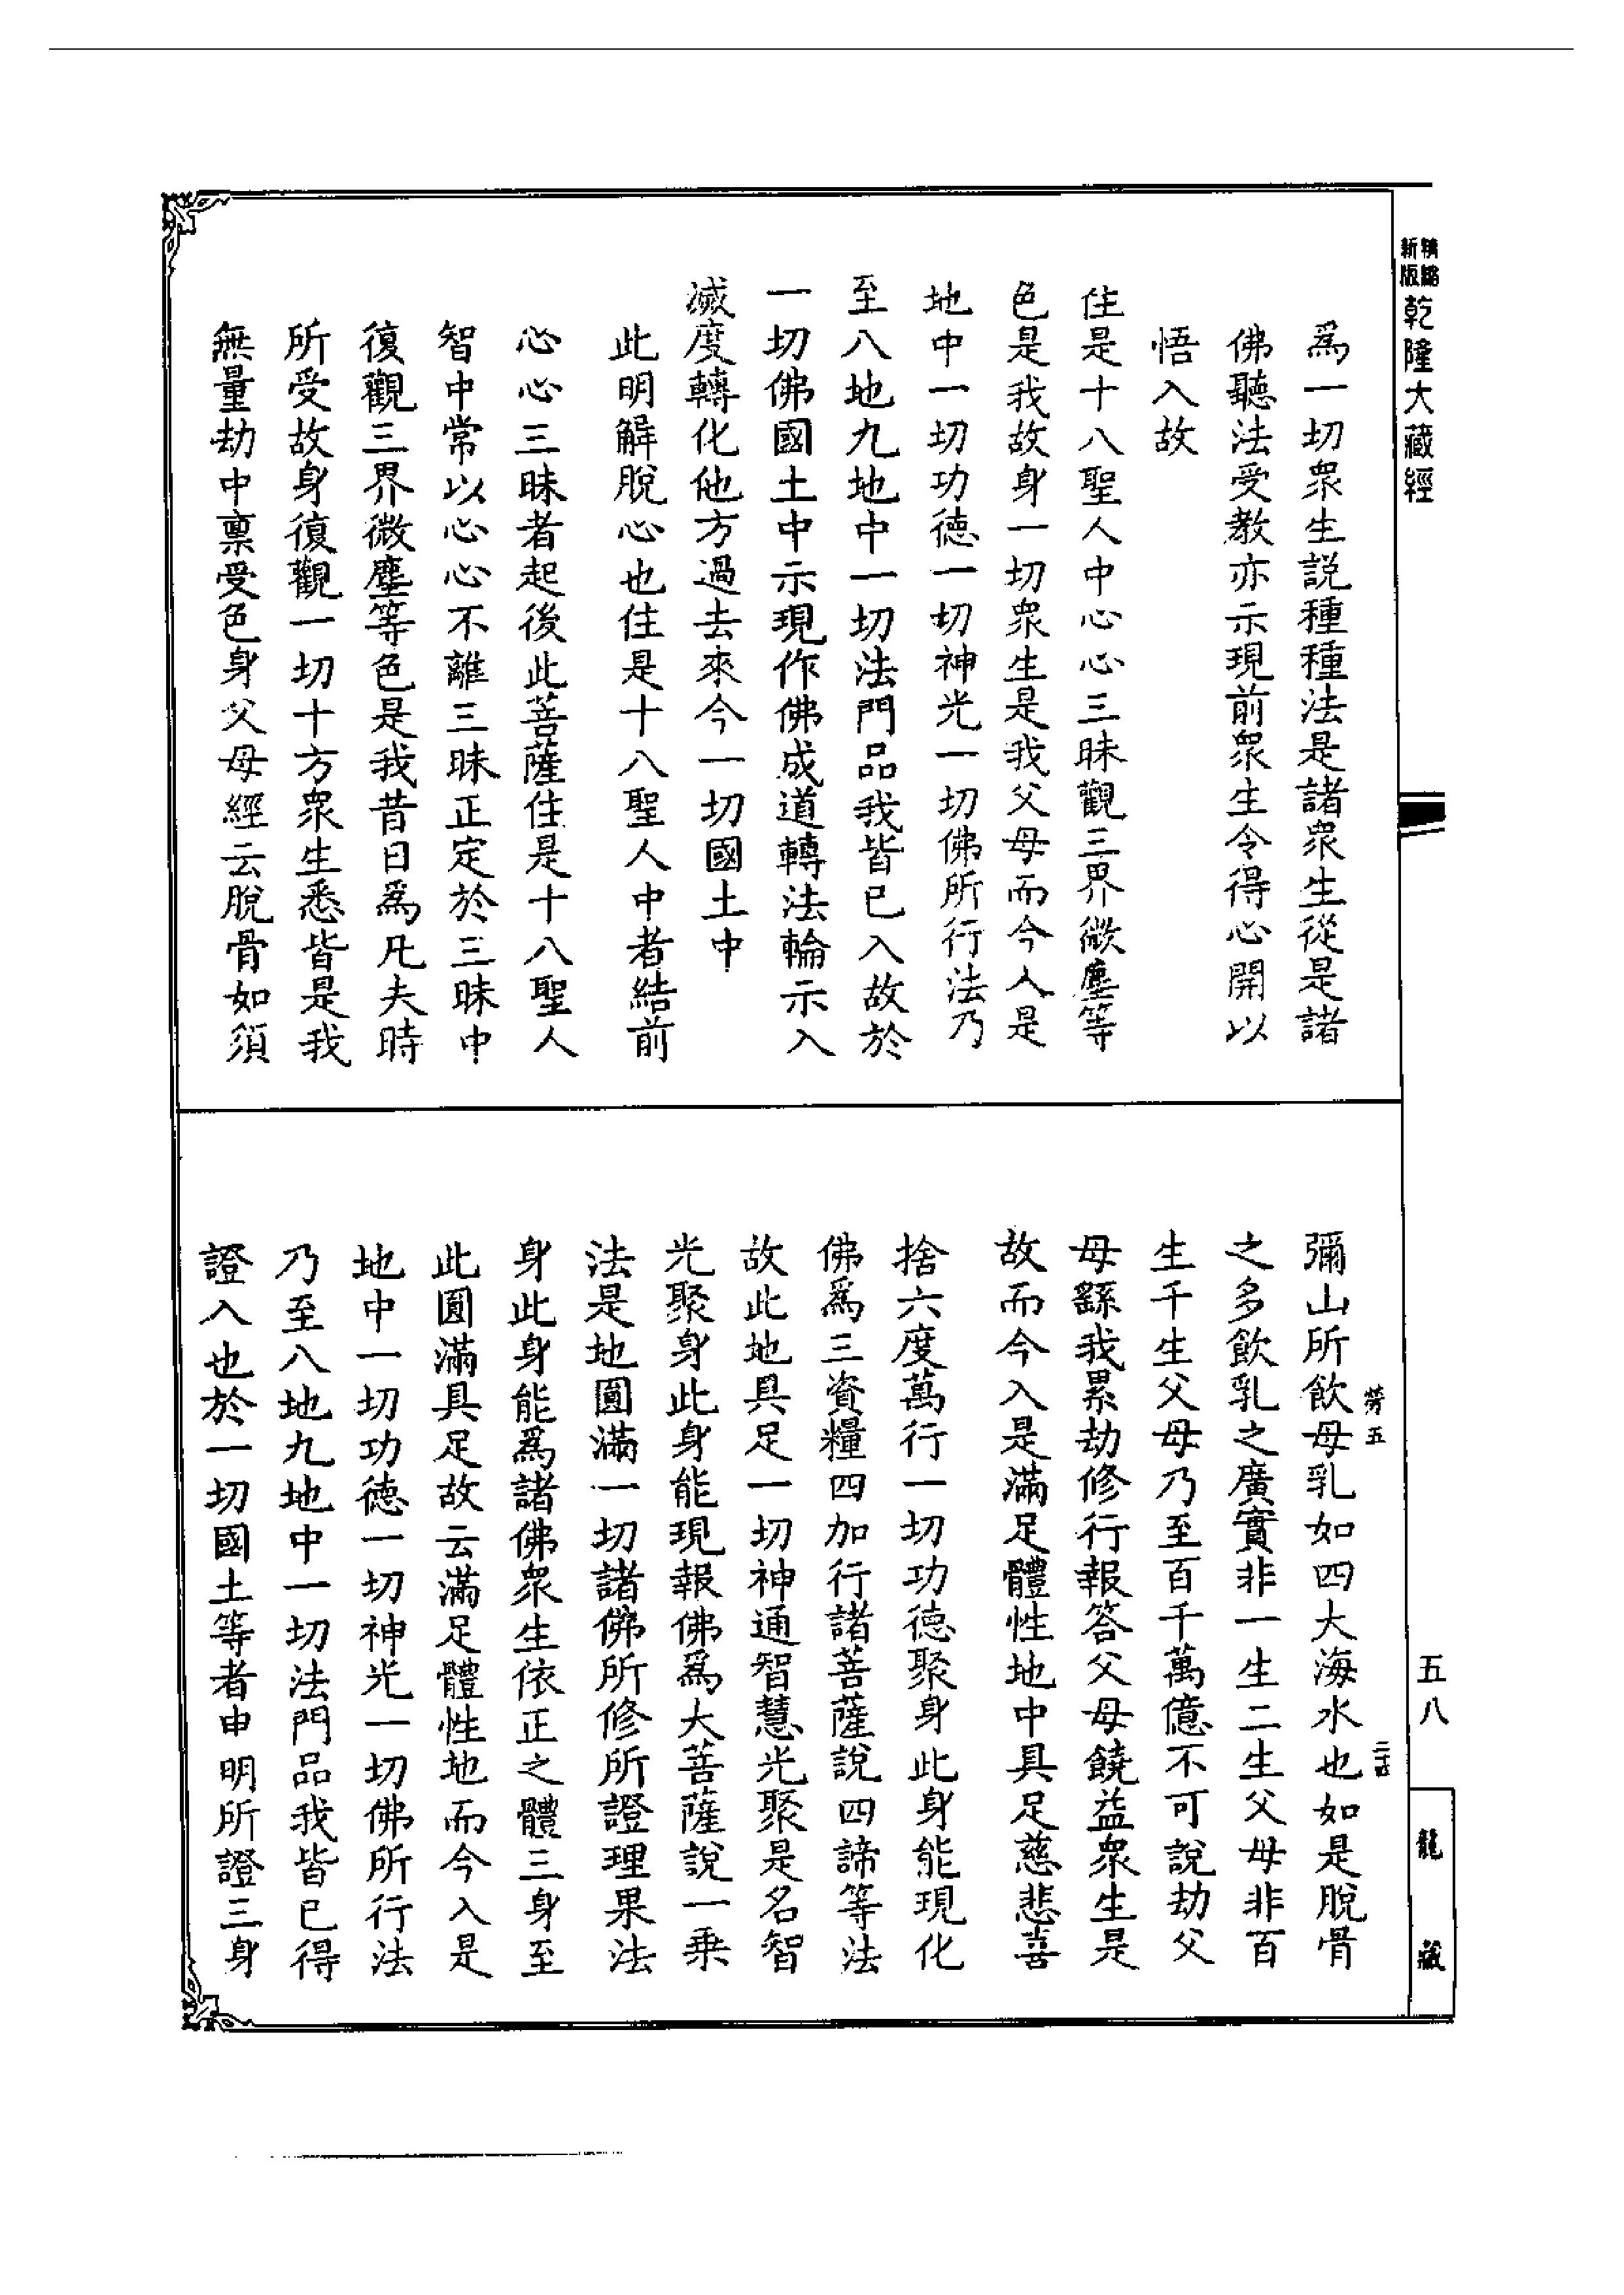 精縮新版乾隆大藏經
為一切眾生説種種法是諸眾生從是諸
佛聽法受教亦示現前眾生令得心開以
悟入故
住是十八聖人中心心三昧觀三界微塵等
色是我故身一切眾生是我父母而今入是
地中一切功德一切神光一切佛所行法乃
至八地九地中一切法門品我皆已入故於
一切佛國土中示現作佛成道轉法輪示入
滅度轉化他方過去來今一切國土中
此明解脫心也住是十八聖人中者結前
心心三昧者起後此菩薩住是十八聖人
智中常以心心不離三昧正定於三昧中
復觀三界微塵等色是我昔日為凡夫時
所受故身復觀一切十方眾生悉皆是我
無量劫中稟受色身父母經云脫骨如須
彌山所飲母乳如四大海水也如是脫骨
之多飲乳之廣實非一生二生父母非百
生千生父母乃至百千萬億不可說劫父
母繇我累劫修行報答父母饒益眾生是
故而今入是滿足體性地中具足慈悲喜
捨六度萬行一切功德聚身此身能現化
佛為三資糧四加行諸菩薩說四諦等法
故此地具足一切神通智慧光聚是名智
光聚身此身能現報佛為大菩薩說一乘
法是地圓滿一切諸佛所修所證理果法
身此身能為諸佛眾生依正之體三身至
此圓滿具足故云滿足體性地而今入是
地中一切功德一切神光一切佛所行法
乃至八地九地中一切法門品我皆已得
證入也於一切國土等者申明所證三身
五八
龍藏